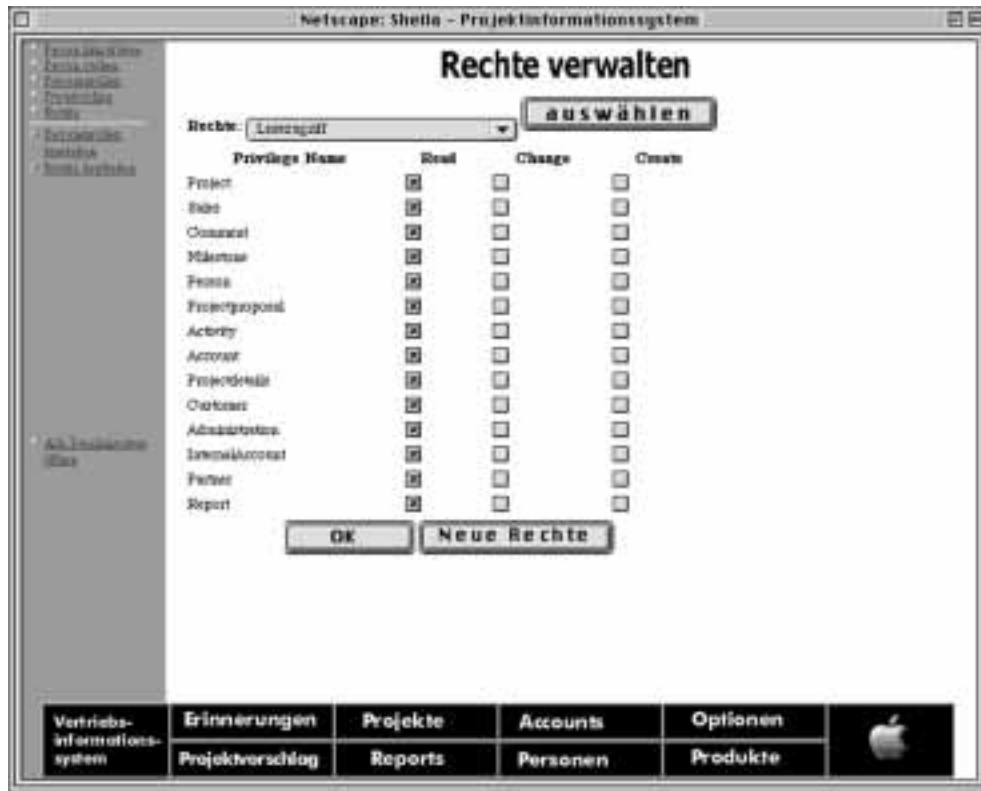 Netscape: Sheila - Projektinformationssystem
Rechte verwalten
Rechte: Lesezugriff auswählen
Privilege Name Read Change Create
Project
Sales
Comment
Milestone
Person
Projectproposal
Activity
Account
Projectdetails
Customer
Administration
InternalAccount
Partner
Report
OK Neue Rechte
Vertriebs-
informations-
system
Erinnerungen Projekte Accounts Optionen
Projektvorschlag Reports Personen Produkte